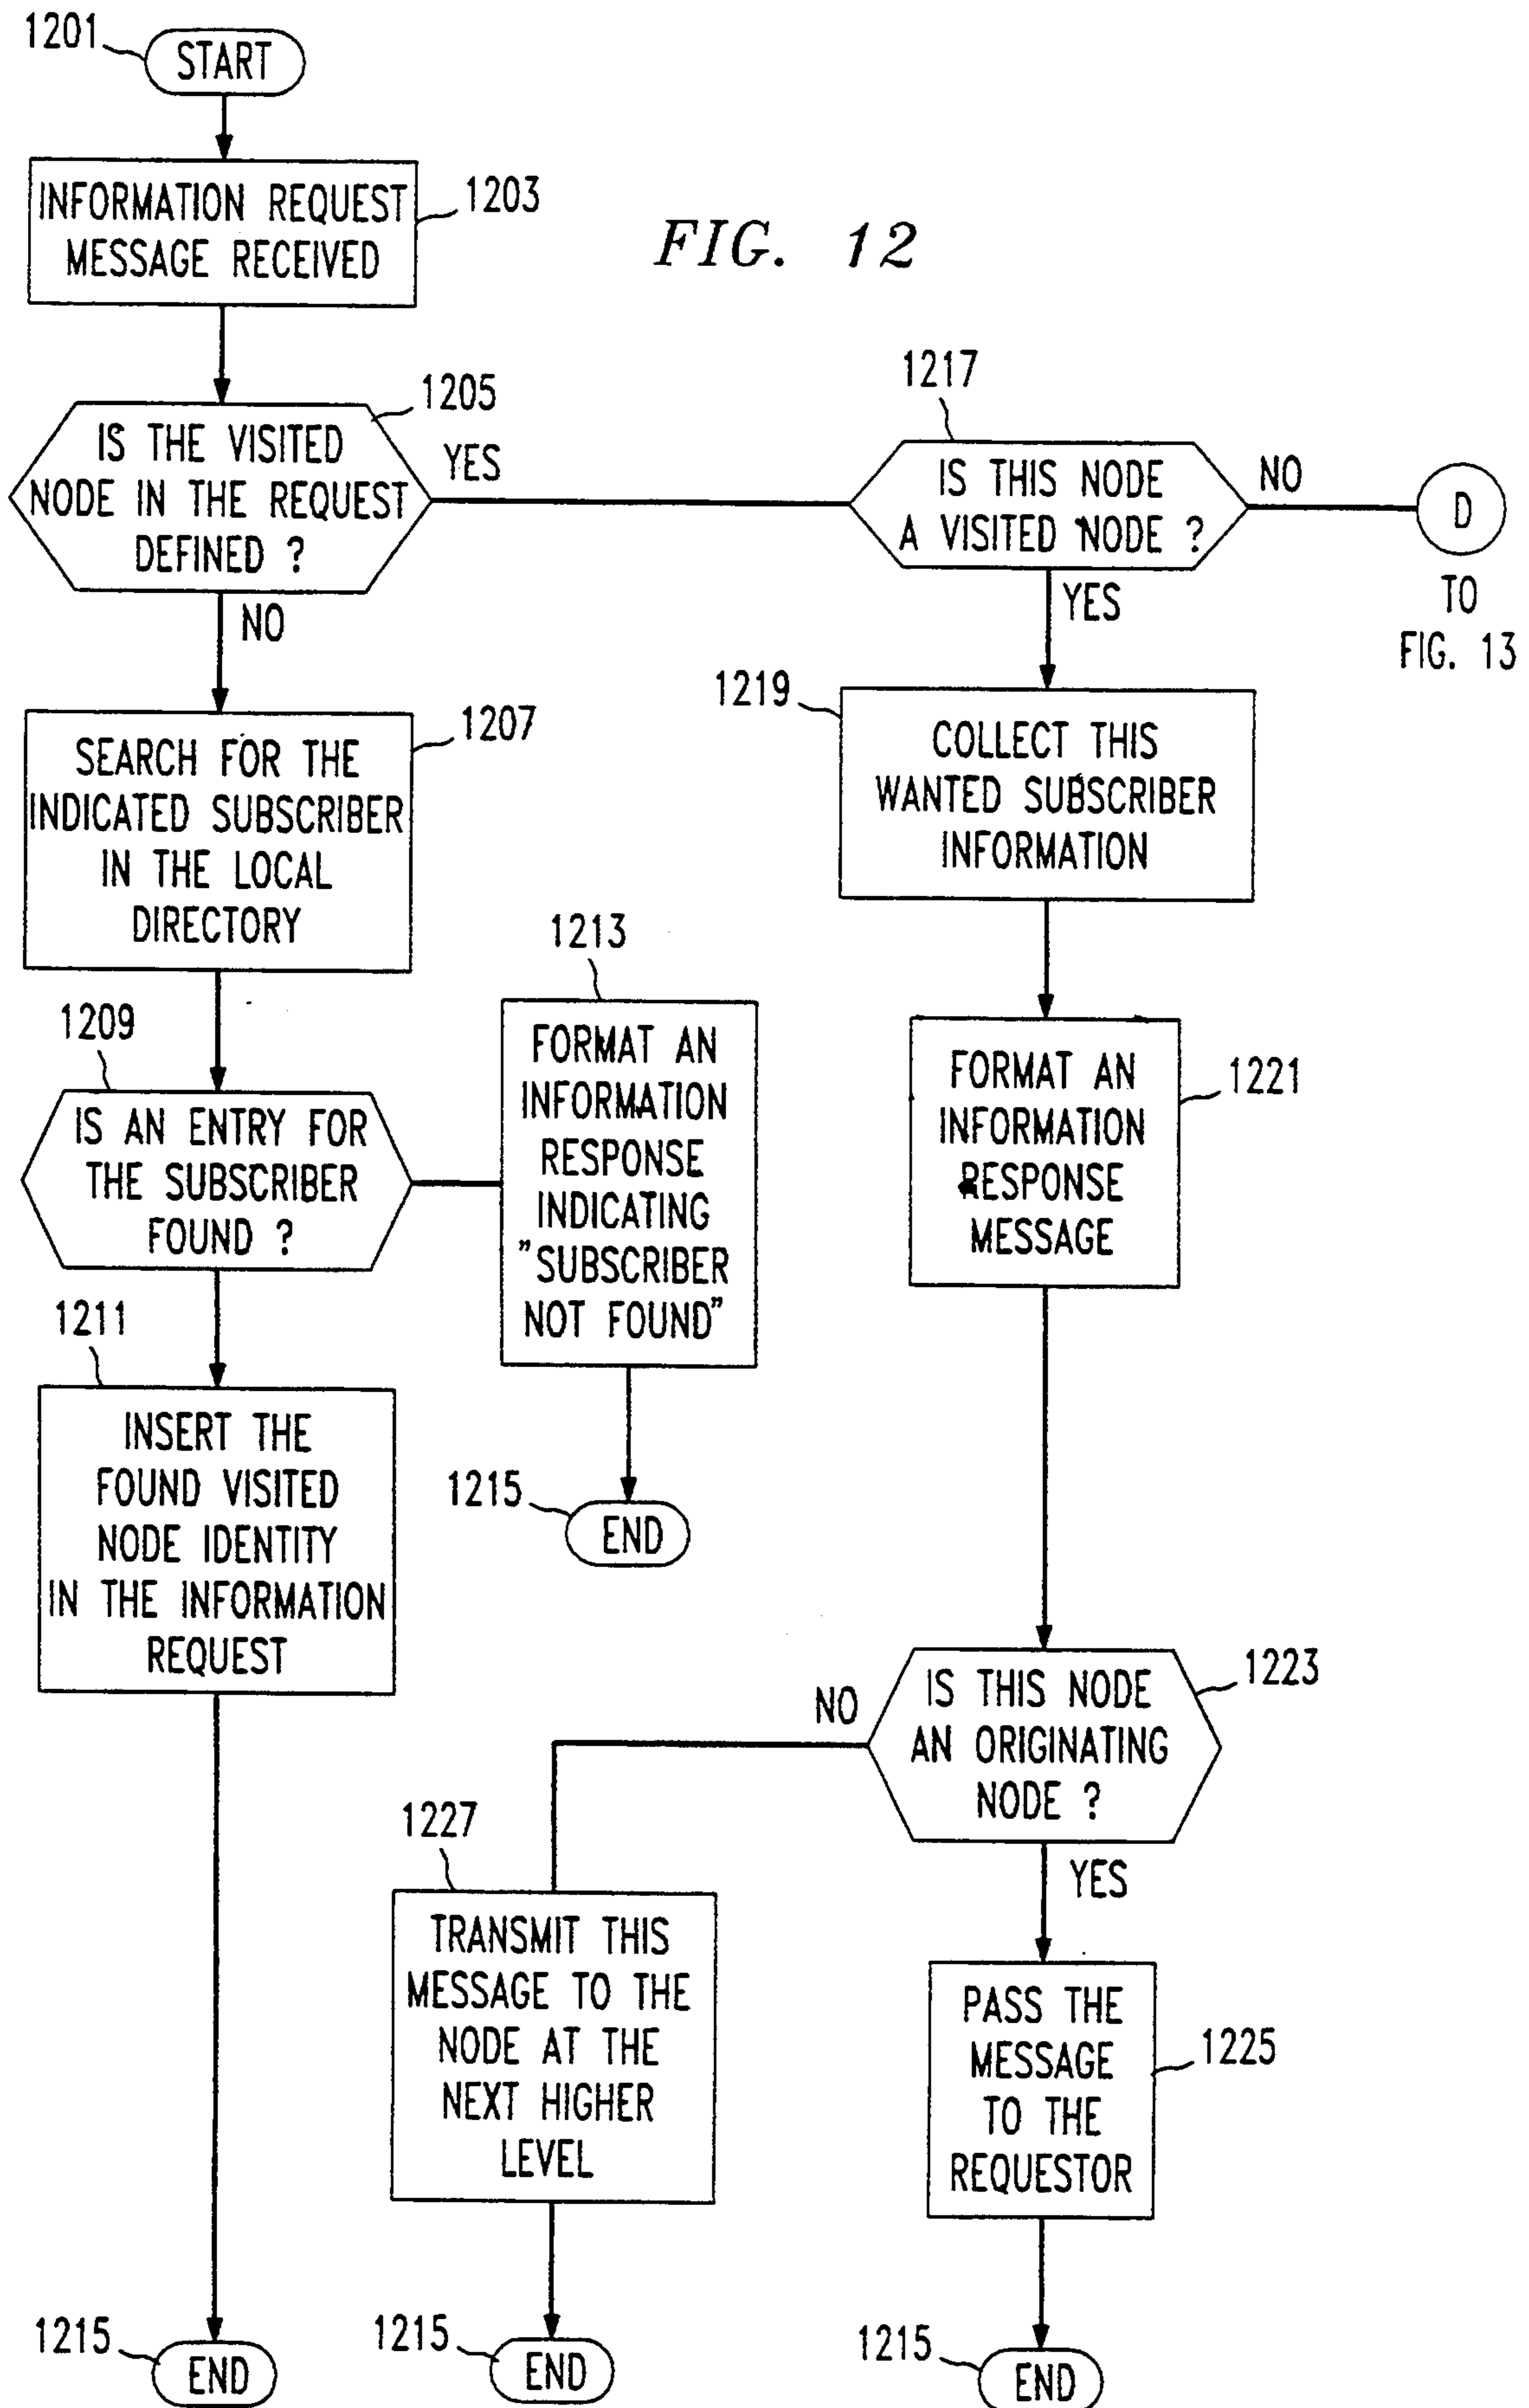 1201
START
INFORMATION REQUEST
MESSAGE RECEIVED
1203
FIG. 12
1205
IS THE VISITED
NODE IN THE REQUEST
DEFINED ?
YES
NO
1217
IS THIS NODE
A VISITED NODE ?
NO
D
TO
FIG. 13
YES
1207
SEARCH FOR THE
INDICATED SUBSCRIBER
IN THE LOCAL
DIRECTORY
1219
COLLECT THIS
WANTED SUBSCRIBER
INFORMATION
1209
IS AN ENTRY FOR
THE SUBSCRIBER
FOUND ?
1213
FORMAT AN
INFORMATION
RESPONSE
INDICATING
"SUBSCRIBER
NOT FOUND"
1215
END
1221
FORMAT AN
INFORMATION
RESPONSE
MESSAGE
1211
INSERT THE
FOUND VISITED
NODE IDENTITY
IN THE INFORMATION
REQUEST
1223
IS THIS NODE
AN ORIGINATING
NODE ?
NO
YES
1227
TRANSMIT THIS
MESSAGE TO THE
NODE AT THE
NEXT HIGHER
LEVEL
1225
PASS THE
MESSAGE
TO THE
REQUESTOR
1215
END
1215
END
1215
END